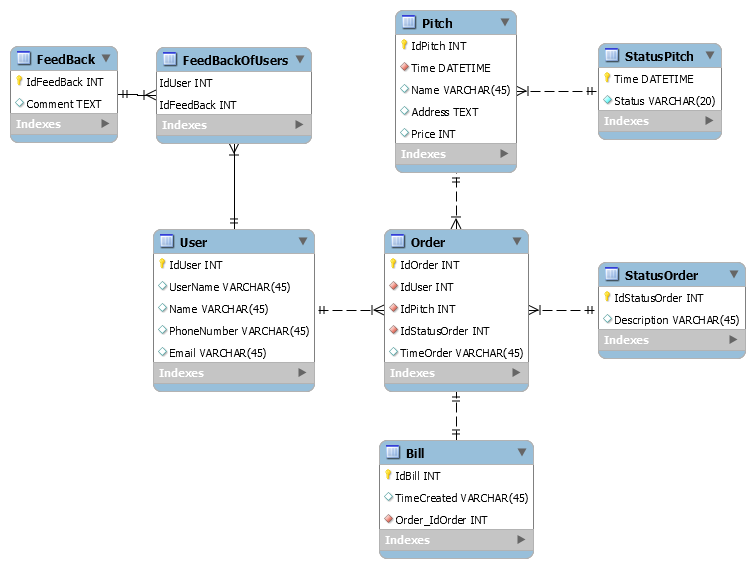 FeedBack
IdFeedBack INT
Comment TEXT
Indexes
FeedBackOfUsers
IdUser INT
IdFeedBack INT
Indexes
Pitch
IdPitch INT
Time DATETIME
Name VARCHAR(45)
Address TEXT
Price INT
Indexes
StatusPitch
Time DATETIME
Status VARCHAR(20)
Indexes
User
IdUser INT
UserName VARCHAR(45)
Name VARCHAR(45)
PhoneNumber VARCHAR(45)
Email VARCHAR(45)
Indexes
Order
IdOrder INT
IdUser INT
IdPitch INT
IdStatusOrder INT
TimeOrder VARCHAR(45)
Indexes
StatusOrder
IdStatusOrder INT
Description VARCHAR(45)
Indexes
Bill
IdBill INT
TimeCreated VARCHAR(45)
Order_IdOrder INT
Indexes